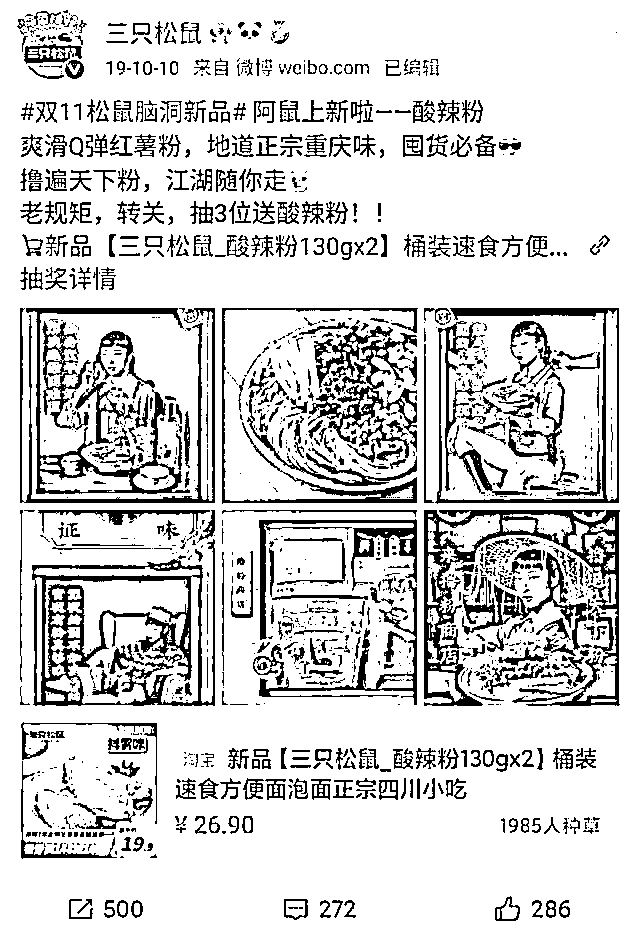 三只松鼠
三只松鼠
19-10-10 来自 微博 weibo.com 已编辑
#双11松鼠脑洞新品# 阿鼠上新啦——酸辣粉
爽滑Q弹红薯粉，地道正宗重庆味，囤货必备
撸遍天下粉，江湖随你走
老规矩，转关，抽3位送酸辣粉！！
新品【三只松鼠_酸辣粉130gx2】桶装速食方便...
抽奖详情
味
淘宝 新品【三只松鼠_酸辣粉130gx2】桶装
速食方便面泡面正宗四川小吃
¥ 26.90
1985人种草
19.9
500
272
286